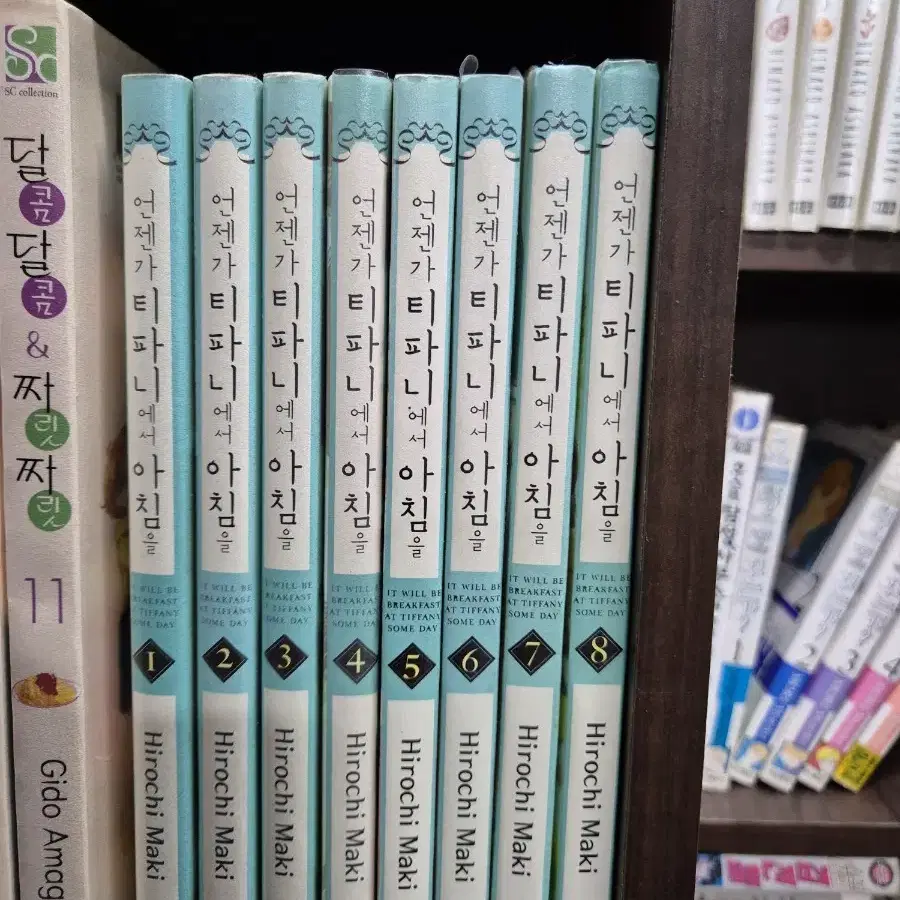 SC
SC collection
달콤달콤 & 짜릿짜릿
11
Gido Amag
언젠가 티파니에서 아침을
IT WILL BE
BREAKFAST
AT TIFFANY
SOME DAY
1
Hirochi Maki
언젠가 티파니에서 아침을
IT WILL BE
BREAKFAST
AT TIFFANY
SOME DAY
2
Hirochi Maki
언젠가 티파니에서 아침을
IT WILL BE
BREAKFAST
AT TIFFANY
SOME DAY
3
Hirochi Maki
언젠가 티파니에서 아침을
IT WILL BE
BREAKFAST
AT TIFFANY
SOME DAY
4
Hirochi Maki
언젠가 티파니에서 아침을
IT WILL BE
BREAKFAST
AT TIFFANY
SOME DAY
5
Hirochi Maki
언젠가 티파니에서 아침을
IT WILL BE
BREAKFAST
AT TIFFANY
SOME DAY
6
Hirochi Maki
언젠가 티파니에서 아침을
IT WILL BE
BREAKFAST
AT TIFFANY
SOME DAY
7
Hirochi Maki
언젠가 티파니에서 아침을
IT WILL BE
BREAKFAST
AT TIFFANY
SOME DAY
8
Hirochi Maki
1
2
3
4